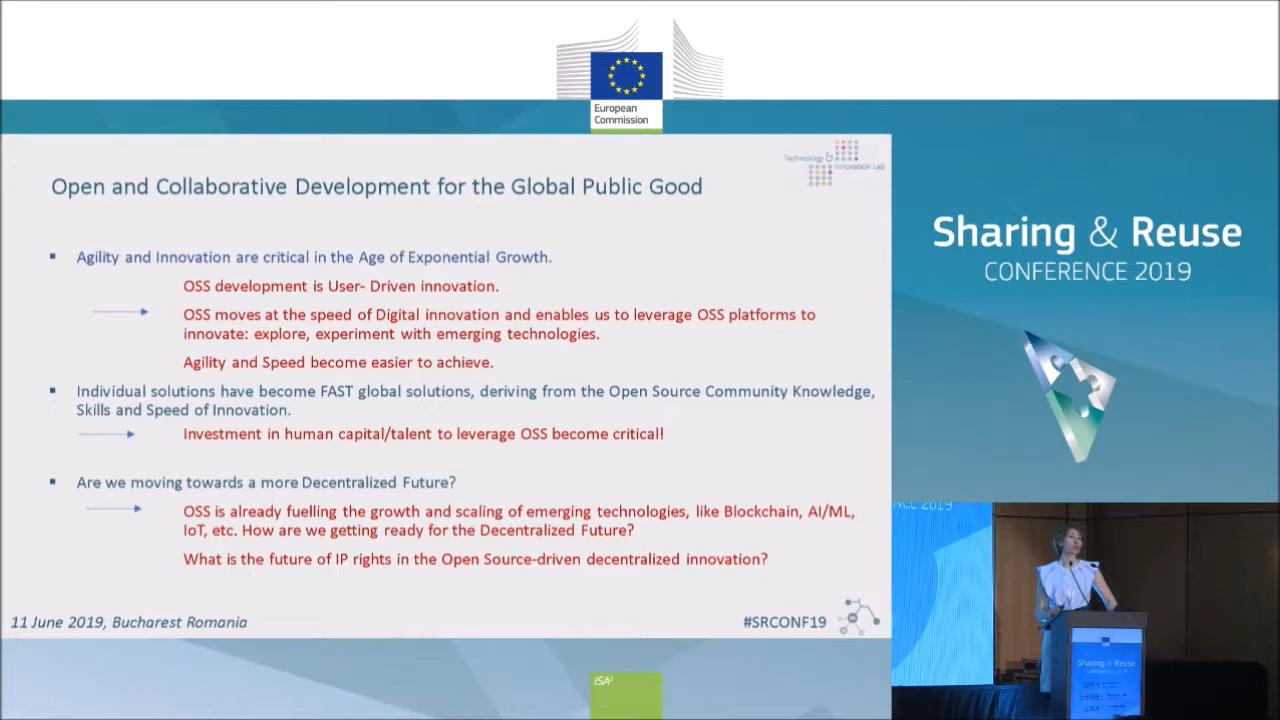 European
Commission
Technology &
Innovation Lab
Open and Collaborative Development for the Global Public Good
Sharing & Reuse
CONFERENCE 2019
▪ Agility and Innovation are critical in the Age of Exponential Growth.
OSS development is User- Driven innovation.
OSS moves at the speed of Digital innovation and enables us to leverage OSS platforms to
innovate: explore, experiment with emerging technologies.
Agility and Speed become easier to achieve.
▪ Individual solutions have become FAST global solutions, deriving from the Open Source Community Knowledge,
Skills and Speed of Innovation.
Investment in human capital/talent to leverage OSS become critical!
▪ Are we moving towards a more Decentralized Future?
OSS is already fuelling the growth and scaling of emerging technologies, like Blockchain, AI/ML,
IoT, etc. How are we getting ready for the Decentralized Future?
What is the future of IP rights in the Open Source-driven decentralized innovation?
11 June 2019, Bucharest Romania
#SRCONF19
ISA²
Sharing & Reuse
CONFERENCE 2019
OPEN
SHARE
LINK